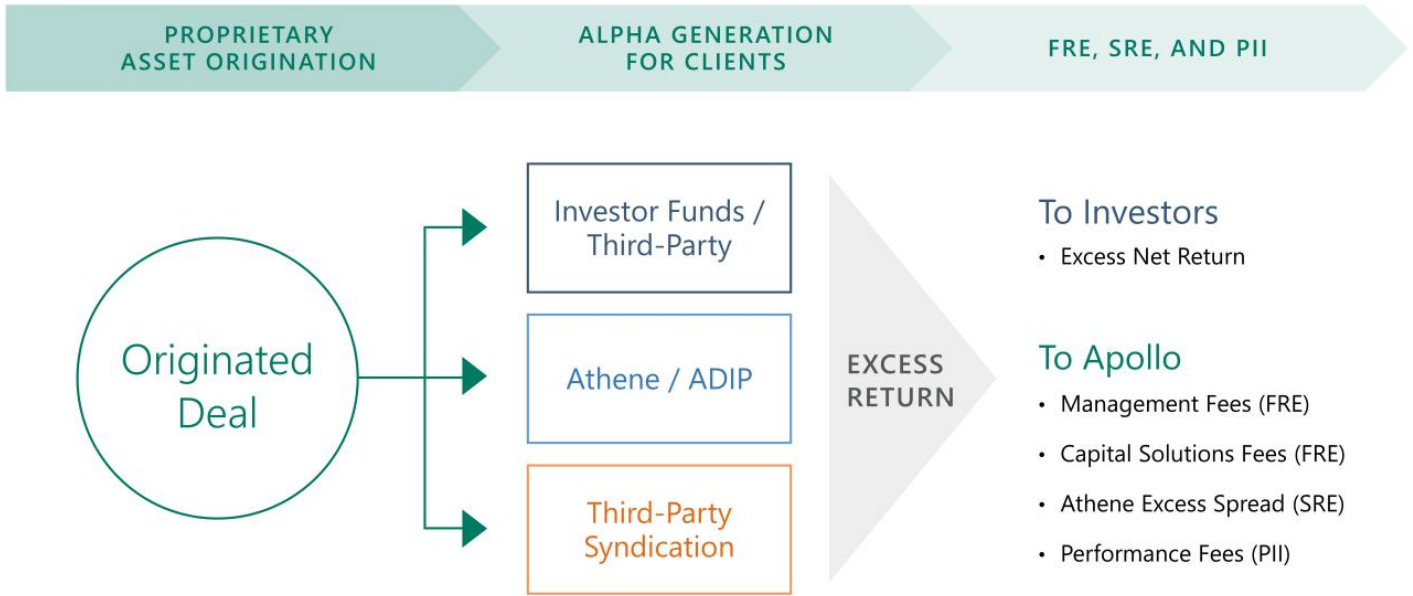 PROPRIETARY
ASSET ORIGINATION
ALPHA GENERATION
FOR CLIENTS
FRE, SRE, AND PII
Originated
Deal
Investor Funds /
Third-Party
Athene / ADIP
Third-Party
Syndication
EXCESS
RETURN
To Investors
• Excess Net Return
To Apollo
• Management Fees (FRE)
• Capital Solutions Fees (FRE)
• Athene Excess Spread (SRE)
• Performance Fees (PII)